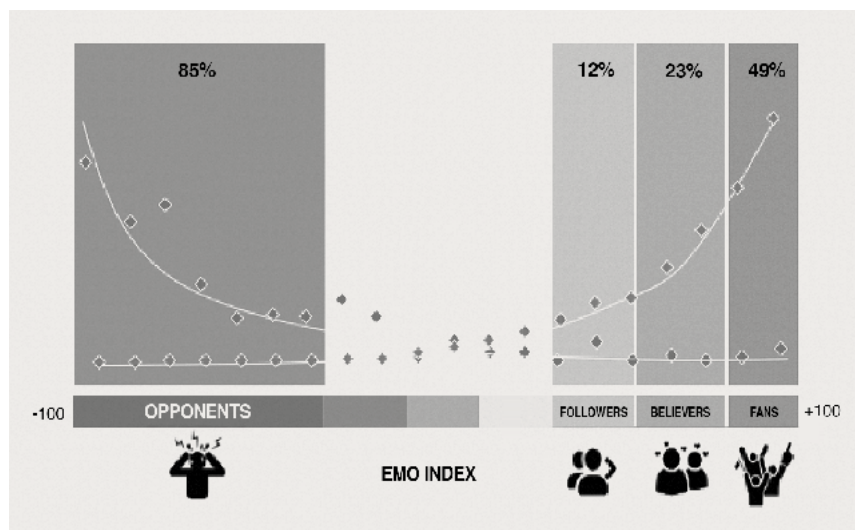 85%
12%
23%
49%
-100
OPPONENTS
FOLLOWERS
BELIEVERS
FANS
+100
EMO INDEX